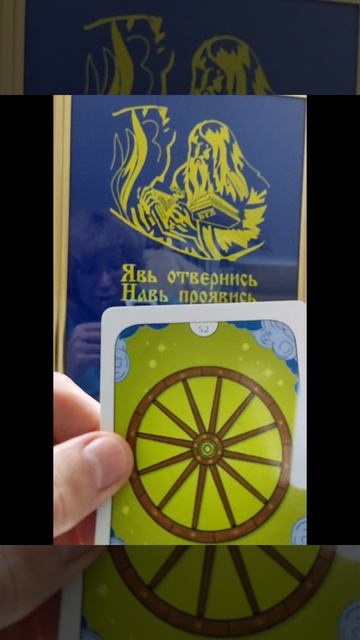 Явь отвернись
Навь проявись
52